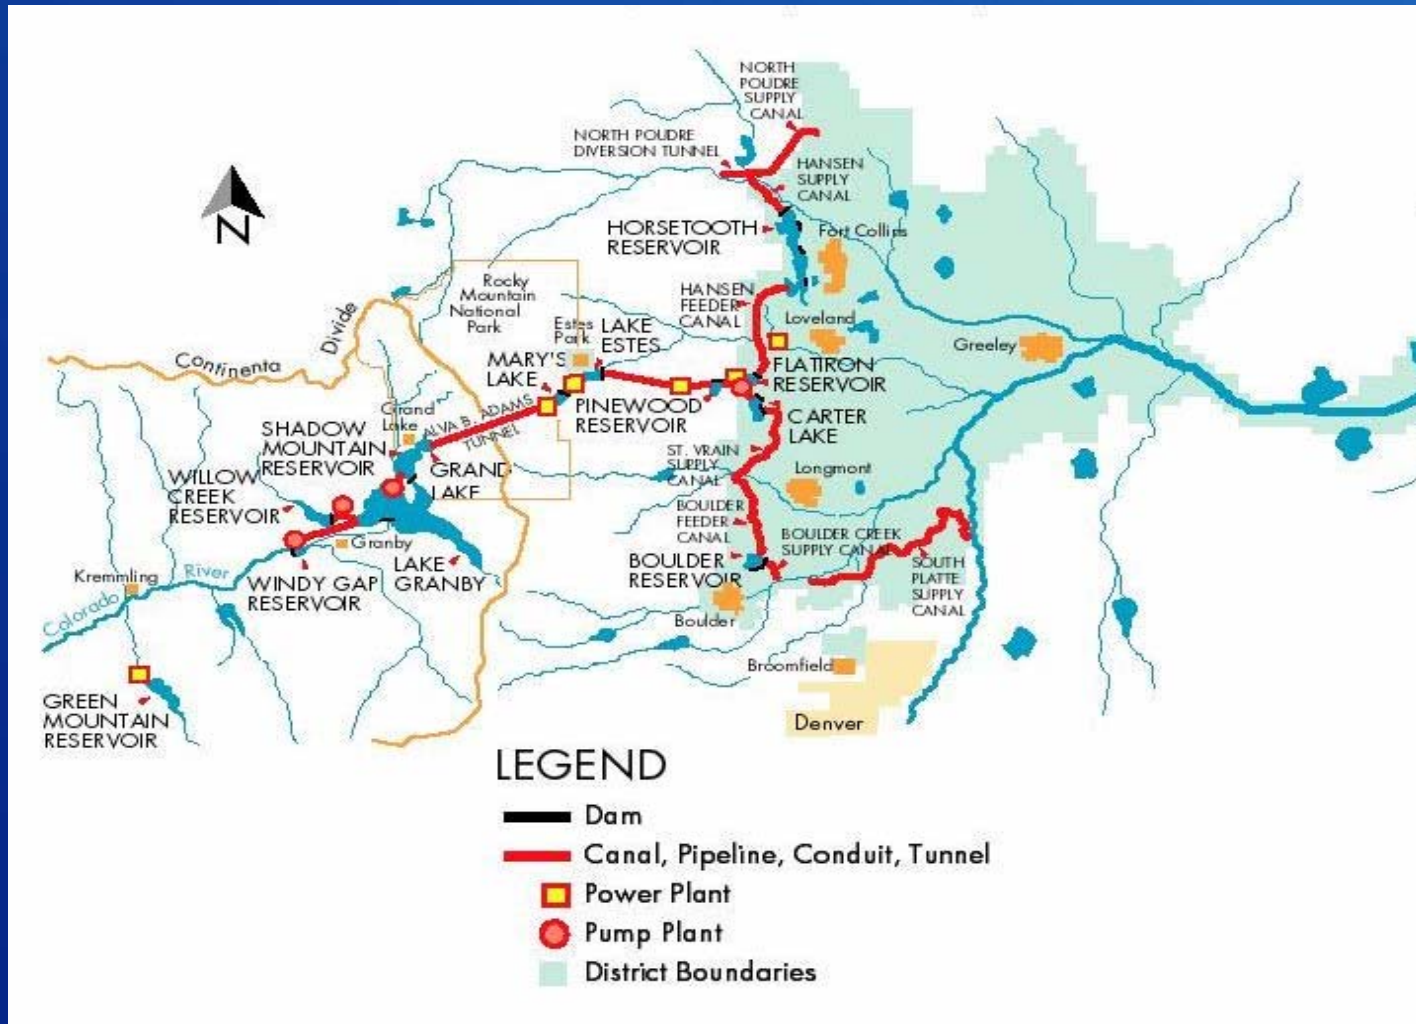 NORTH
POUDRE
SUPPLY
CANAL
NORTH POUDRE
DIVERSION TUNNEL
HANSEN
SUPPLY
CANAL
HORSETOOTH
RESERVOIR
Fort Collins
Rocky
Mountain
National
Park
HANSEN
FEEDER
CANAL
Loveland
Greeley
Continenta
Divide
Estes
Park
LAKE
ESTES
MARY'S
LAKE
FLATIRON
RESERVOIR
PINEWOOD
RESERVOIR
CARTER
LAKE
Grand
Lake
ALVA B. ADAMS
TUNNEL
SHADOW
MOUNTAIN
RESERVOIR
GRAND
LAKE
WILLOW
CREEK
RESERVOIR
ST. VRAIN
SUPPLY
CANAL
Longmont
BOULDER
FEEDER
CANAL
BOULDER CREEK
SUPPLY CANAL
Granby
LAKE
GRANBY
WINDY GAP
RESERVOIR
BOULDER
RESERVOIR
SOUTH
PLATTE
SUPPLY
CANAL
Kremmling
Colorado River
Boulder
Broomfield
Denver
GREEN
MOUNTAIN
RESERVOIR
N
LEGEND
Dam
Canal, Pipeline, Conduit, Tunnel
Power Plant
Pump Plant
District Boundaries